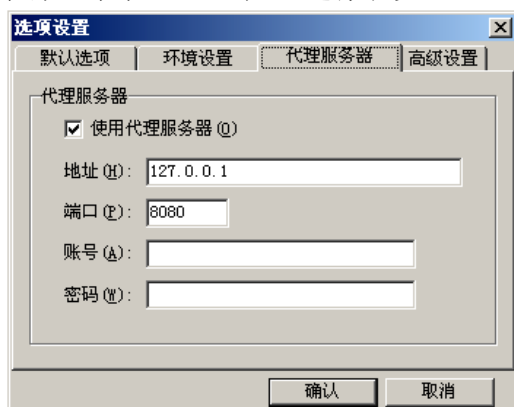 选项设置
默认选项 环境设置 代理服务器 高级设置
代理服务器
使用代理服务器(O)
地址(H): 127.0.0.1
端口(P): 8080
账号(A):
密码(W):
确认 取消